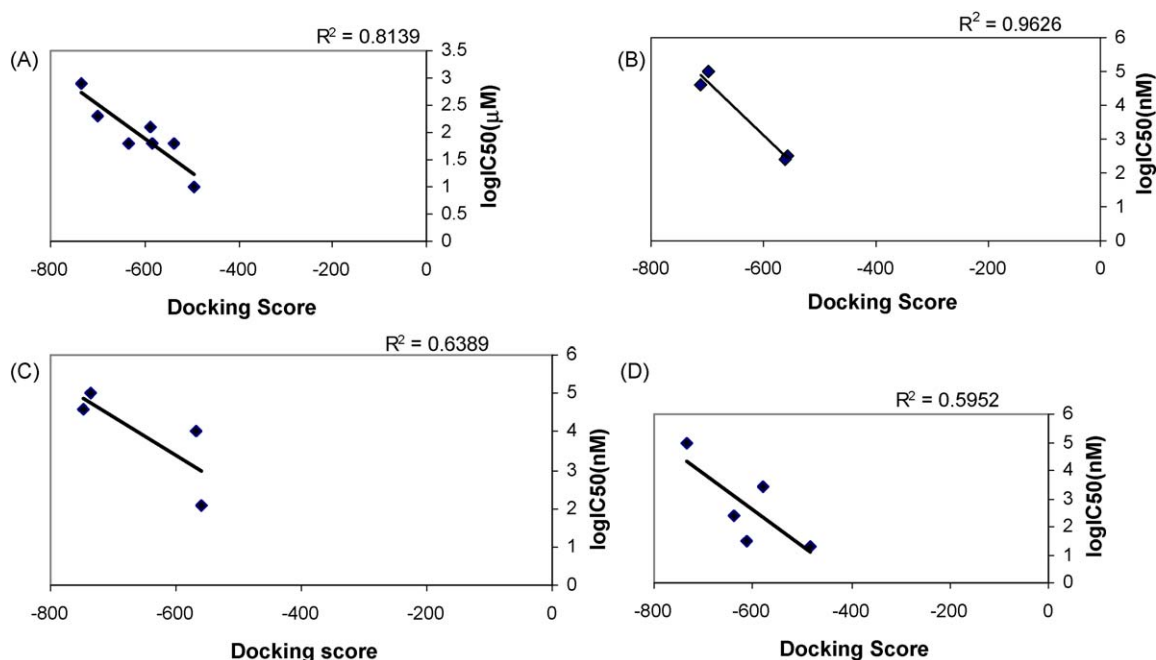 (A)
R² = 0.8139
3.5
3
2.5
2
1.5
1
0.5
0
logIC50(μM)
-800 -600 -400 -200 0
Docking Score
(B)
R² = 0.9626
6
5
4
3
2
1
0
logIC50(nM)
-800 -600 -400 -200 0
Docking Score
(C)
R² = 0.6389
6
5
4
3
2
1
0
logIC50(nM)
-800 -600 -400 -200 0
Docking score
(D)
R² = 0.5952
6
5
4
3
2
1
0
logIC50(nM)
-800 -600 -400 -200 0
Docking Score